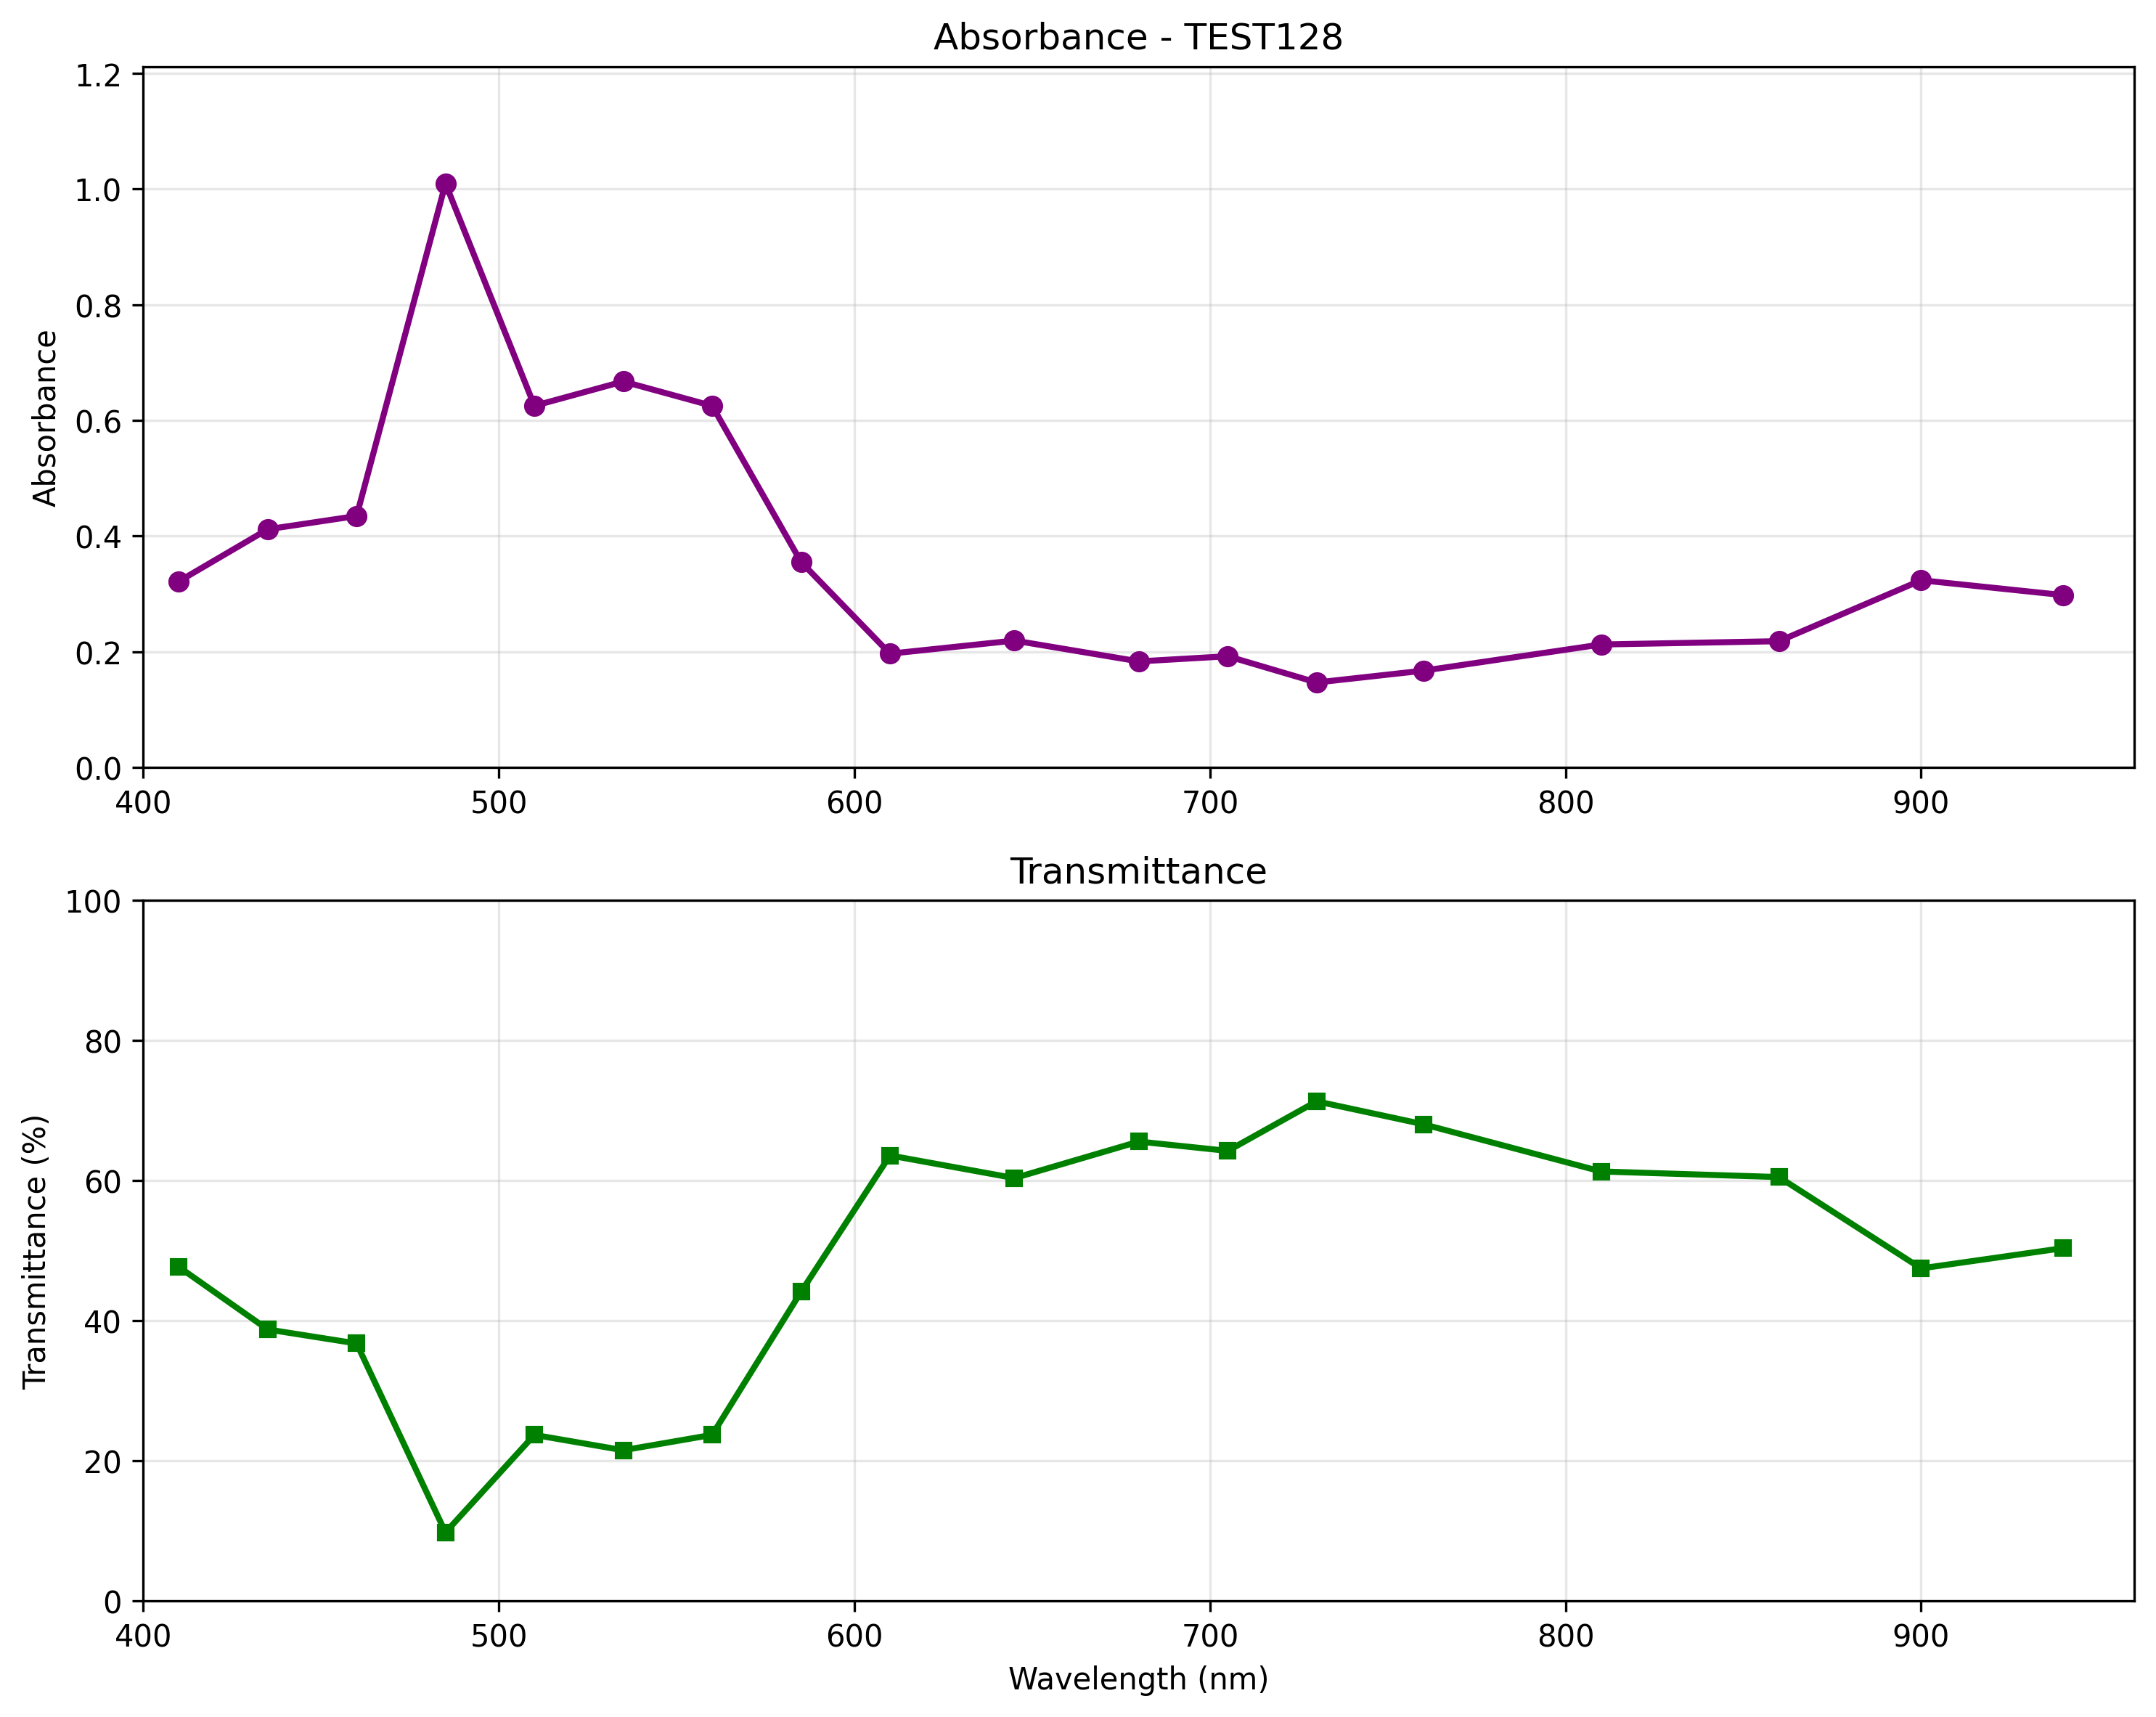 Absorbance - TEST128
1.2
1.0
0.8
0.6
0.4
0.2
0.0
Absorbance
400 500 600 700 800 900
Transmittance
100
80
60
40
20
0
Transmittance (%)
400 500 600 700 800 900
Wavelength (nm)